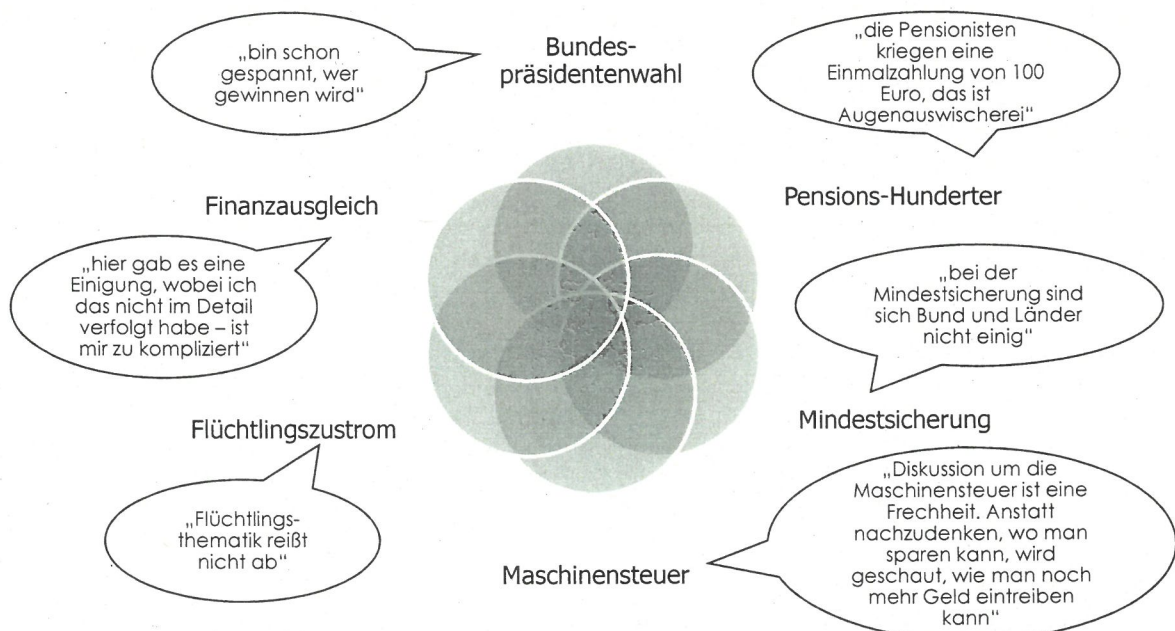 „bin schon
gespannt, wer
gewinnen wird“
Bundes-
präsidentenwahl
„die Pensionisten
kriegen eine
Einmalzahlung von 100
Euro, das ist
Augenauswischerei“
Finanzausgleich
Pensions-Hunderter
„hier gab es eine
Einigung, wobei ich
das nicht im Detail
verfolgt habe – ist
mir zu kompliziert“
„bei der
Mindestsicherung sind
sich Bund und Länder
nicht einig“
Flüchtlingszustrom
Mindestsicherung
„Flüchtlings-
thematik reißt
nicht ab“
„Diskussion um die
Maschinensteuer ist eine
Frechheit. Anstatt
nachzudenken, wo man
sparen kann, wird
geschaut, wie man noch
mehr Geld eintreiben
kann“
Maschinensteuer